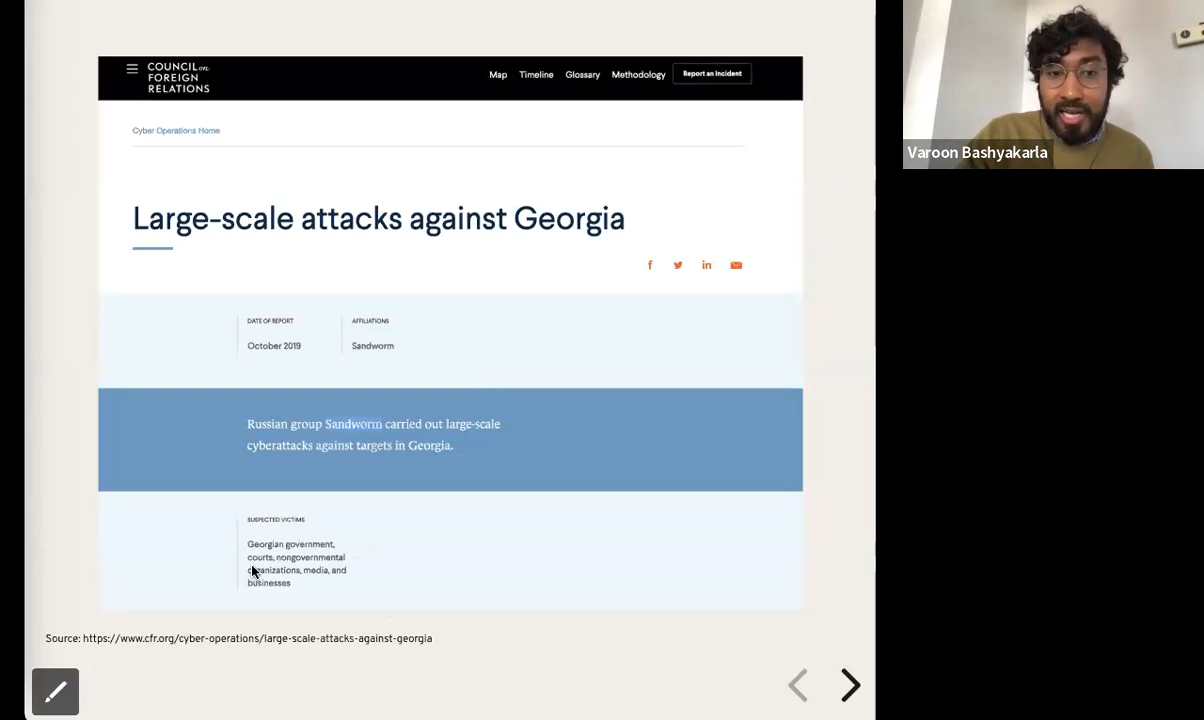 COUNCIL on
FOREIGN
RELATIONS
Map Timeline Glossary Methodology Report an Incident
Cyber Operations Home
Large-scale attacks against Georgia
DATE OF REPORT AFFILIATIONS
October 2019 Sandworm
Russian group Sandworm carried out large-scale
cyberattacks against targets in Georgia.
SUSPECTED VICTIMS
Georgian government,
courts, nongovernmental
organizations, media, and
businesses
Source: https://www.cfr.org/cyber-operations/large-scale-attacks-against-georgia
Varoon Bashyakarla